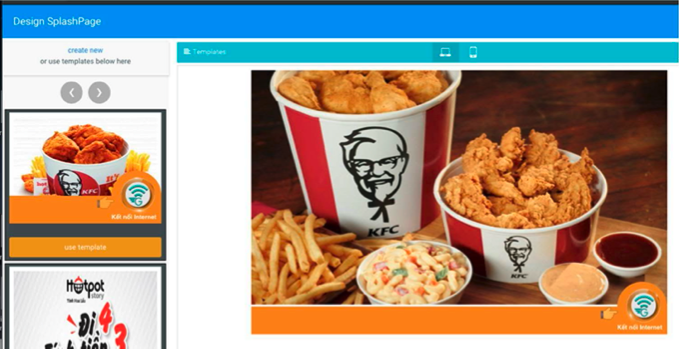 Design SplashPage
create new
or use templates below here
KFC
Kết nối Internet
use template
Hotpot
story
Đi 4
3
Templates
KFC
KFC
Kết nối Internet